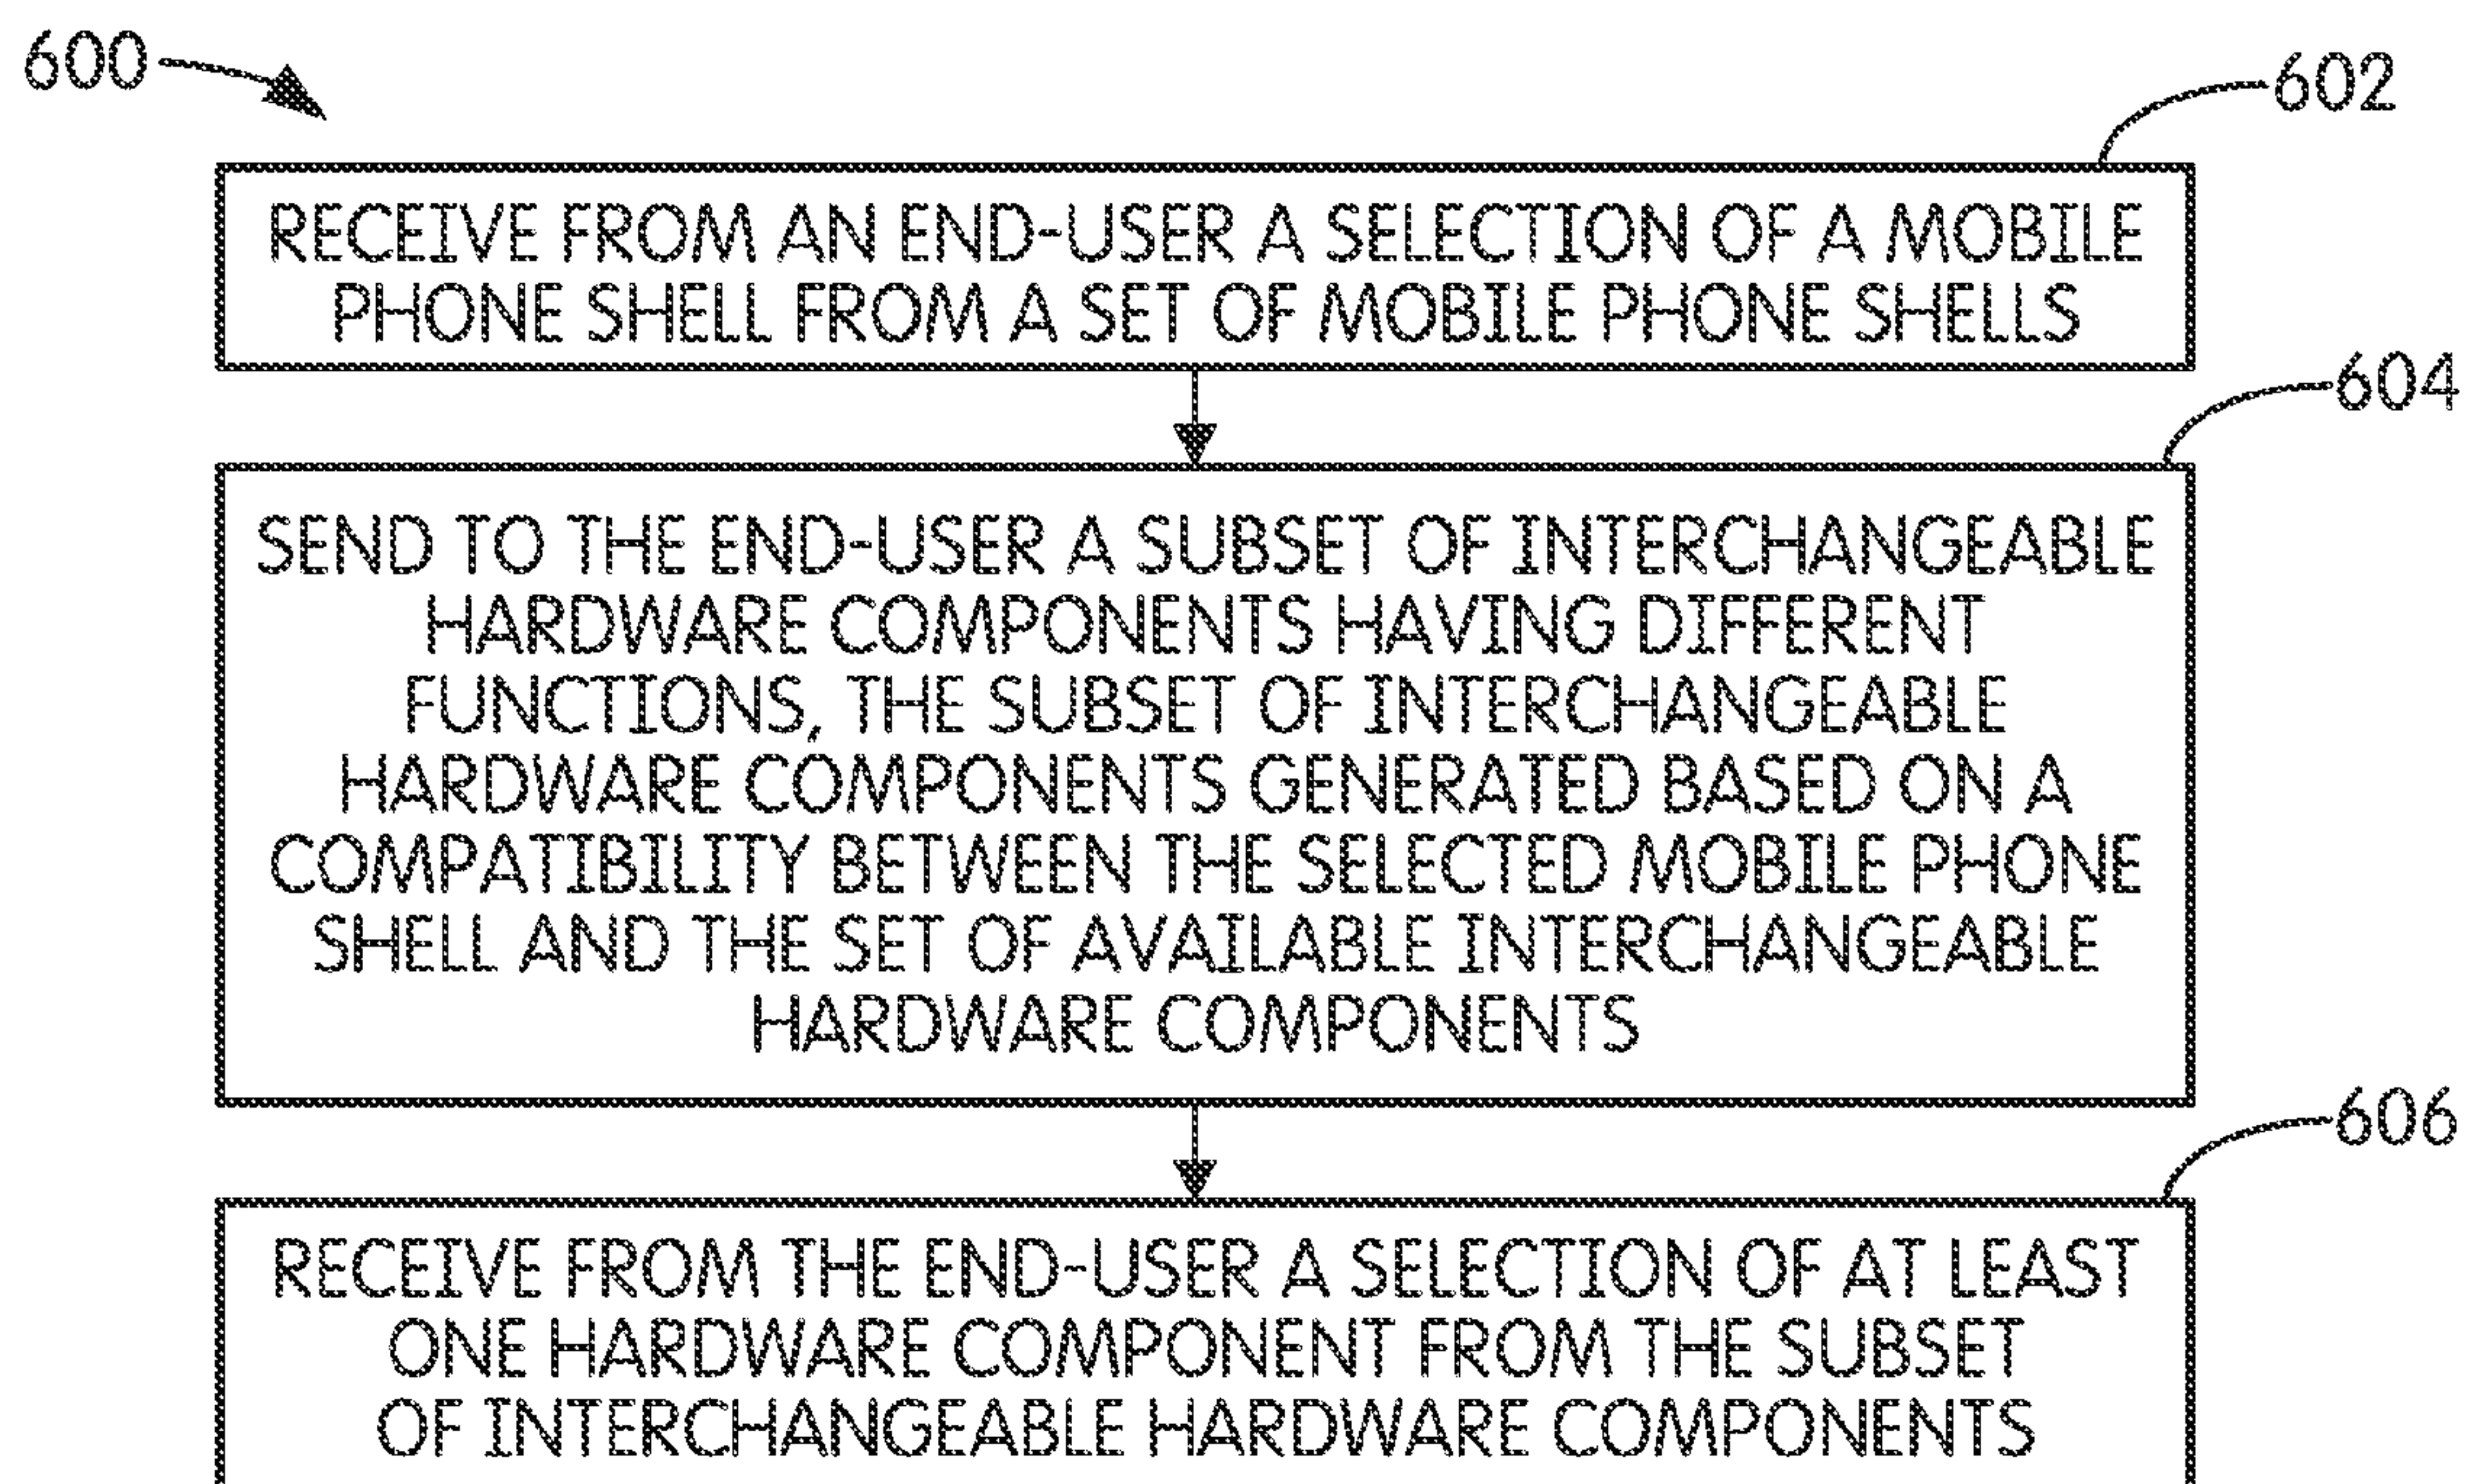 600
602
RECEIVE FROM AN END-USER A SELECTION OF A MOBILE
PHONE SHELL FROM A SET OF MOBILE PHONE SHELLS
604
SEND TO THE END-USER A SUBSET OF INTERCHANGEABLE
HARDWARE COMPONENTS HAVING DIFFERENT
FUNCTIONS, THE SUBSET OF INTERCHANGEABLE
HARDWARE COMPONENTS GENERATED BASED ON A
COMPATIBILITY BETWEEN THE SELECTED MOBILE PHONE
SHELL AND THE SET OF AVAILABLE INTERCHANGEABLE
HARDWARE COMPONENTS
606
RECEIVE FROM THE END-USER A SELECTION OF AT LEAST
ONE HARDWARE COMPONENT FROM THE SUBSET
OF INTERCHANGEABLE HARDWARE COMPONENTS